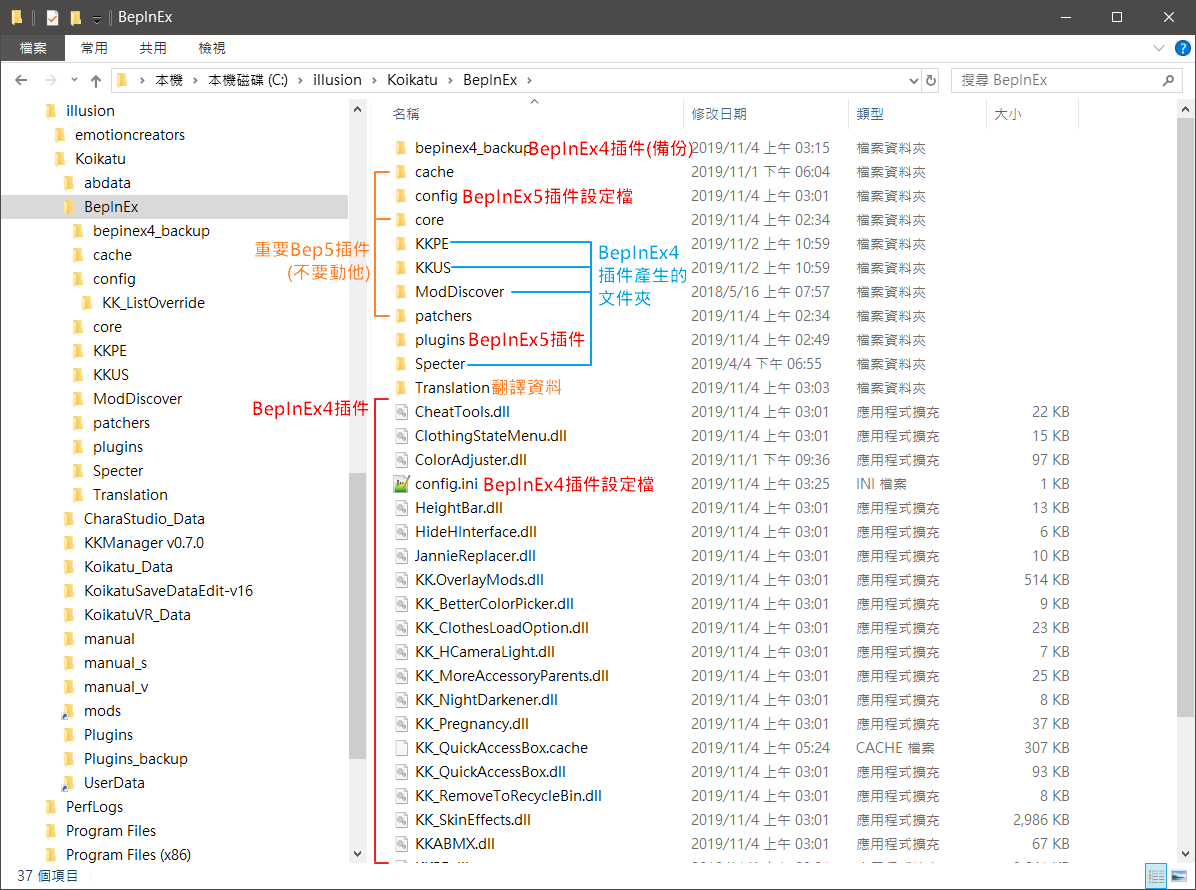 BepInEx
檔案 常用 共用 檢視
本機 > 本機磁碟 (C:) > illusion > Koikatu > BepInEx >
搜尋 BepInEx
illusion
emotioncreators
Koikatu
abdata
BepInEx
bepinex4_backup
cache
config
KK_ListOverride
core
KKPE
KKUS
ModDiscover
patchers
plugins
Specter
Translation
CharaStudio_Data
KKManager v0.7.0
Koikatu_Data
KoikatuSaveDataEdit-v16
KoikatuVR_Data
manual
manual_s
manual_v
mods
Plugins
Plugins_backup
UserData
PerfLogs
Program Files
Program Files (x86)
重要Bep5插件
(不要動他)
BepInEx4插件
名稱 修改日期 類型 大小
bepinex4_backup BepInEx4插件(備份) 2019/11/4 上午 03:15 檔案資料夾
cache 2019/11/1 下午 06:04 檔案資料夾
config BepInEx5插件設定檔 2019/11/4 上午 03:01 檔案資料夾
core 2019/11/4 上午 02:34 檔案資料夾
KKPE 2019/11/2 上午 10:59 檔案資料夾
KKUS 2019/11/2 上午 10:59 檔案資料夾
ModDiscover 2018/5/16 上午 07:57 檔案資料夾
BepInEx4
插件產生的
文件夾
patchers 2019/11/4 上午 02:34 檔案資料夾
plugins BepInEx5插件 2019/11/4 上午 02:49 檔案資料夾
Specter 2019/4/4 下午 06:55 檔案資料夾
Translation 翻譯資料 2019/11/4 上午 03:03 檔案資料夾
CheatTools.dll 2019/11/4 上午 03:01 應用程式擴充 22 KB
ClothingStateMenu.dll 2019/11/4 上午 03:01 應用程式擴充 15 KB
ColorAdjuster.dll 2019/11/1 下午 09:36 應用程式擴充 97 KB
config.ini BepInEx4插件設定檔 2019/11/4 上午 03:25 INI 檔案 1 KB
HeightBar.dll 2019/11/4 上午 03:01 應用程式擴充 13 KB
HideHInterface.dll 2019/11/4 上午 03:01 應用程式擴充 6 KB
JannieReplacer.dll 2019/11/4 上午 03:01 應用程式擴充 10 KB
KK.OverlayMods.dll 2019/11/4 上午 03:01 應用程式擴充 514 KB
KK_BetterColorPicker.dll 2019/11/4 上午 03:01 應用程式擴充 9 KB
KK_ClothesLoadOption.dll 2019/11/4 上午 03:01 應用程式擴充 23 KB
KK_HCameraLight.dll 2019/11/4 上午 03:01 應用程式擴充 7 KB
KK_MoreAccessoryParents.dll 2019/11/4 上午 03:01 應用程式擴充 25 KB
KK_NightDarkener.dll 2019/11/4 上午 03:01 應用程式擴充 8 KB
KK_Pregnancy.dll 2019/11/4 上午 03:01 應用程式擴充 37 KB
KK_QuickAccessBox.cache 2019/11/4 上午 05:24 CACHE 檔案 307 KB
KK_QuickAccessBox.dll 2019/11/4 上午 03:01 應用程式擴充 93 KB
KK_RemoveToRecycleBin.dll 2019/11/4 上午 03:01 應用程式擴充 8 KB
KK_SkinEffects.dll 2019/11/4 上午 03:01 應用程式擴充 2,986 KB
KKABMX.dll 2019/11/4 上午 03:01 應用程式擴充 67 KB
37 個項目